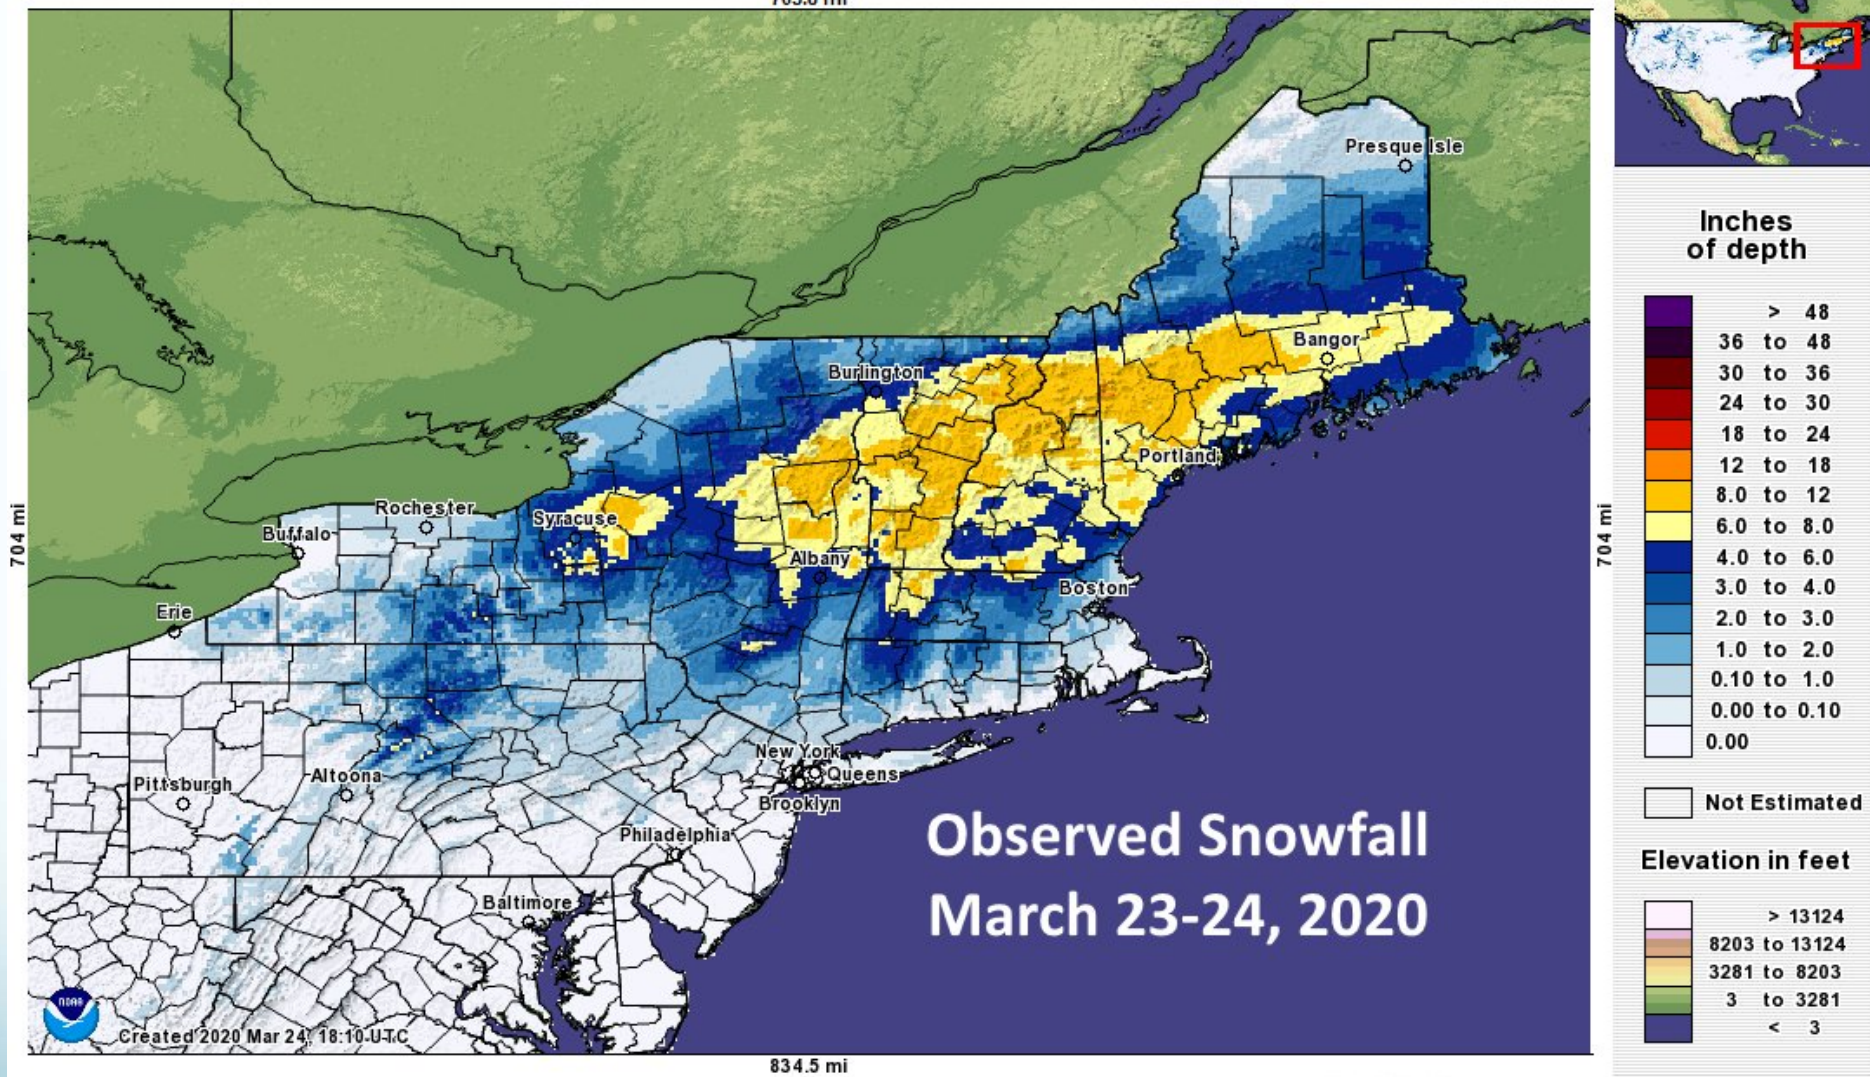 Presque Isle
Bangor
Burlington
Portland
Rochester
Syracuse
Buffalo
Albany
Boston
Erie
New York
Queens
Brooklyn
Pittsburgh
Altoona
Philadelphia
Baltimore
704 mi
704 mi
Observed Snowfall
March 23-24, 2020
NOAA
Created 2020 Mar 24, 18:10 UTC
834.5 mi
Inches
of depth
> 48
36 to 48
30 to 36
24 to 30
18 to 24
12 to 18
8.0 to 12
6.0 to 8.0
4.0 to 6.0
3.0 to 4.0
2.0 to 3.0
1.0 to 2.0
0.10 to 1.0
0.00 to 0.10
0.00
Not Estimated
Elevation in feet
> 13124
8203 to 13124
3281 to 8203
3 to 3281
< 3